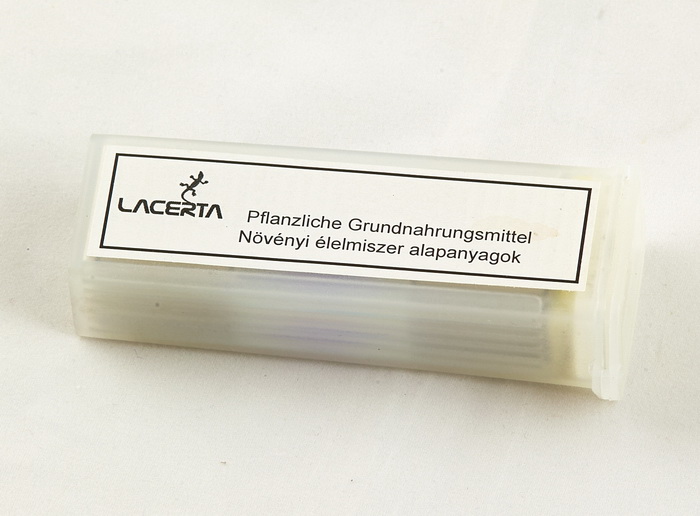 LACERTA
Pflanzliche Grundnahrungsmittel
Növényi élelmiszer alapanyagok